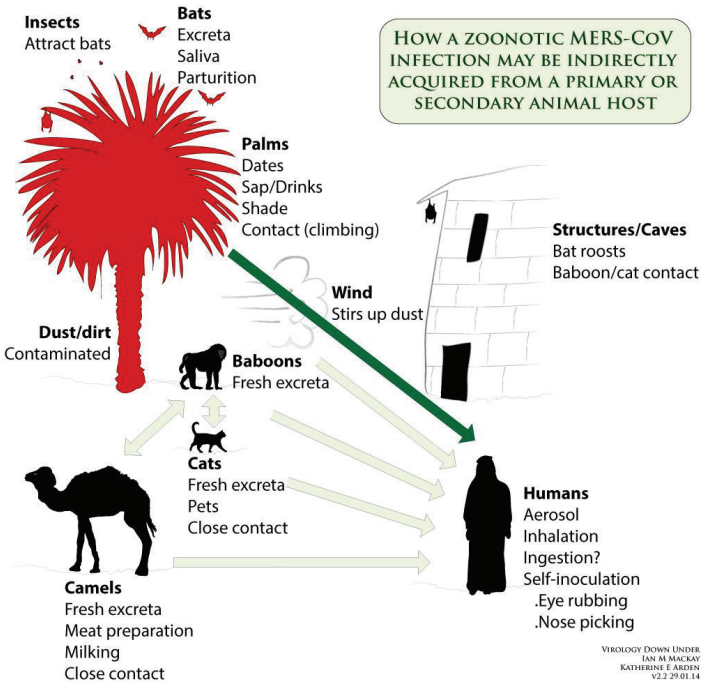 Insects
Attract bats
Bats
Excreta
Saliva
Parturition
How a zoonotic MERS-CoV
infection may be indirectly
acquired from a primary or
secondary animal host
Palms
Dates
Sap/Drinks
Shade
Contact (climbing)
Structures/Caves
Bat roosts
Baboon/cat contact
Wind
Stirs up dust
Dust/dirt
Contaminated
Baboons
Fresh excreta
Cats
Fresh excreta
Pets
Close contact
Humans
Aerosol
Inhalation
Ingestion?
Self-inoculation
.Eye rubbing
.Nose picking
Camels
Fresh excreta
Meat preparation
Milking
Close contact
Virology Down Under
Ian M Mackay
Katherine E Arden
v2.2 29.01.14